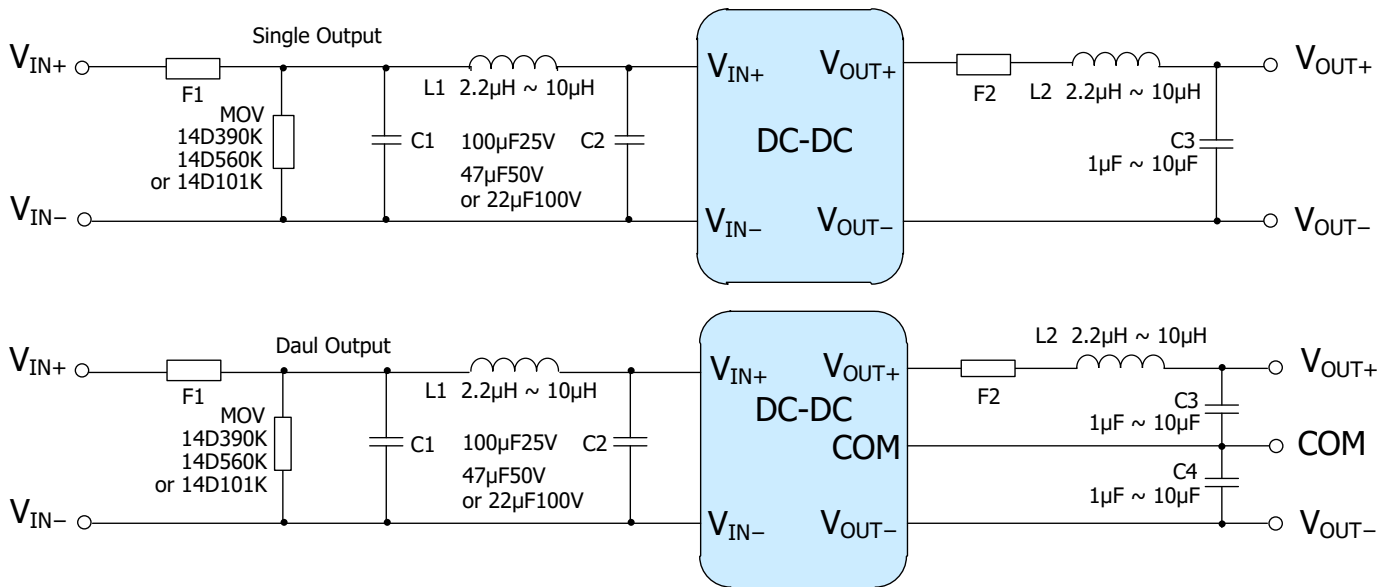 Single Output
VIN+
F1
MOV
14D390K
14D560K
or 14D101K
C1
L1 2.2µH ~ 10µH
100µF25V
47µF50V
or 22µF100V
C2
VIN−
VIN+
VOUT+
DC-DC
VIN−
VOUT−
F2
L2 2.2µH ~ 10µH
C3
1µF ~ 10µF
VOUT+
VOUT−
Daul Output
VIN+
F1
MOV
14D390K
14D560K
or 14D101K
C1
L1 2.2µH ~ 10µH
100µF25V
47µF50V
or 22µF100V
C2
VIN−
VIN+
VOUT+
DC-DC
COM
VIN−
VOUT−
F2
L2 2.2µH ~ 10µH
C3
1µF ~ 10µF
C4
1µF ~ 10µF
VOUT+
COM
VOUT−